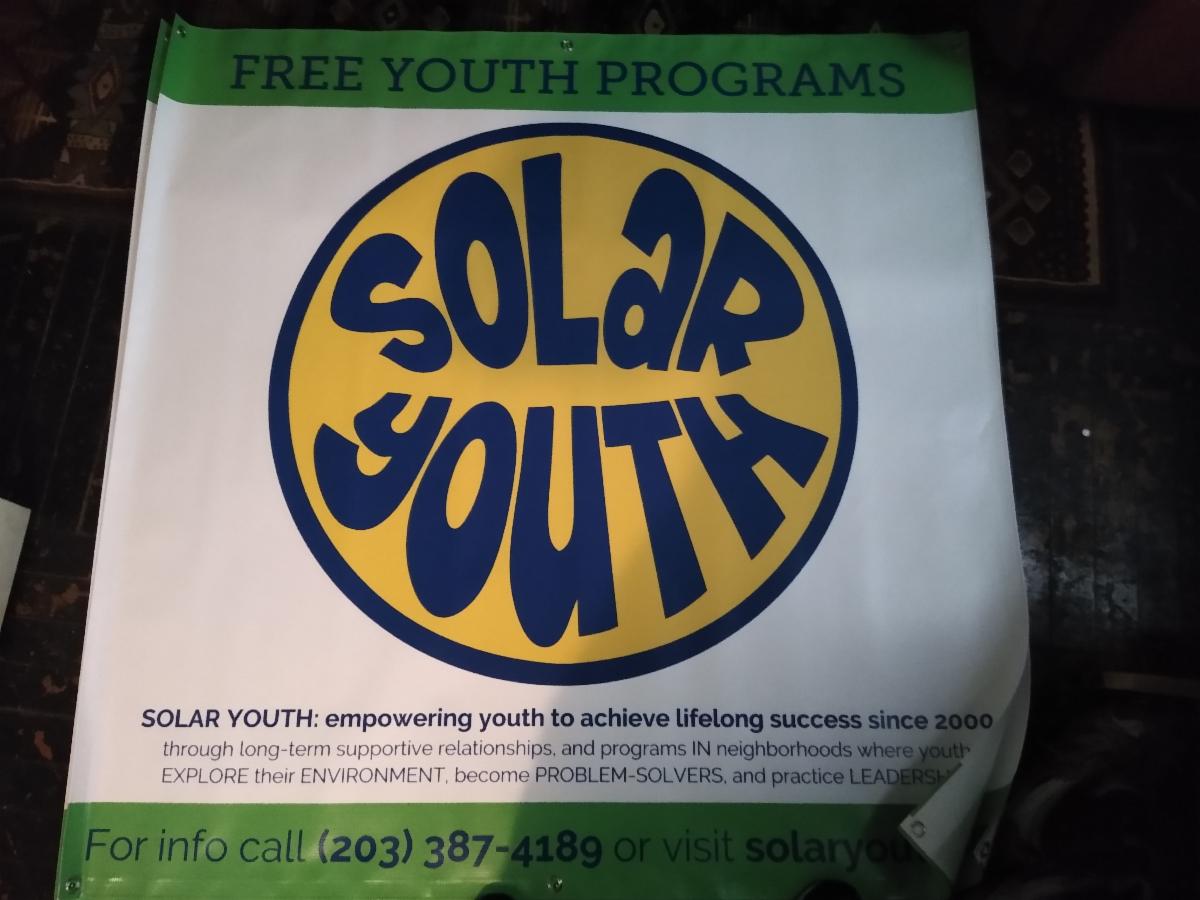 FREE YOUTH PROGRAMS
SOLaR
YOUTH
SOLAR YOUTH: empowering youth to achieve lifelong success since 2000
through long-term supportive relationships, and programs IN neighborhoods where youth
EXPLORE their ENVIRONMENT, become PROBLEM-SOLVERS, and practice
For info call (203) 387-4189 or visit